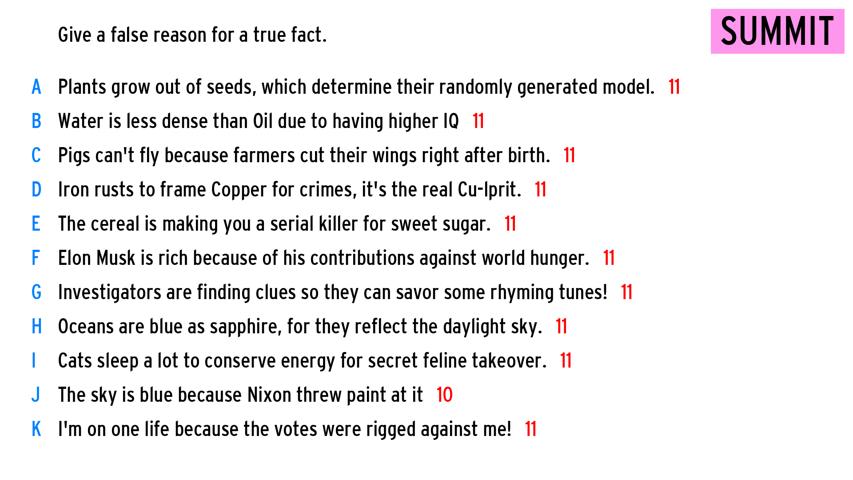 Give a false reason for a true fact.
SUMMIT
A Plants grow out of seeds, which determine their randomly generated model. 11
B Water is less dense than Oil due to having higher IQ 11
C Pigs can't fly because farmers cut their wings right after birth. 11
D Iron rusts to frame Copper for crimes, it's the real Cu-lprit. 11
E The cereal is making you a serial killer for sweet sugar. 11
F Elon Musk is rich because of his contributions against world hunger. 11
G Investigators are finding clues so they can savor some rhyming tunes! 11
H Oceans are blue as sapphire, for they reflect the daylight sky. 11
I Cats sleep a lot to conserve energy for secret feline takeover. 11
J The sky is blue because Nixon threw paint at it 10
K I'm on one life because the votes were rigged against me! 11